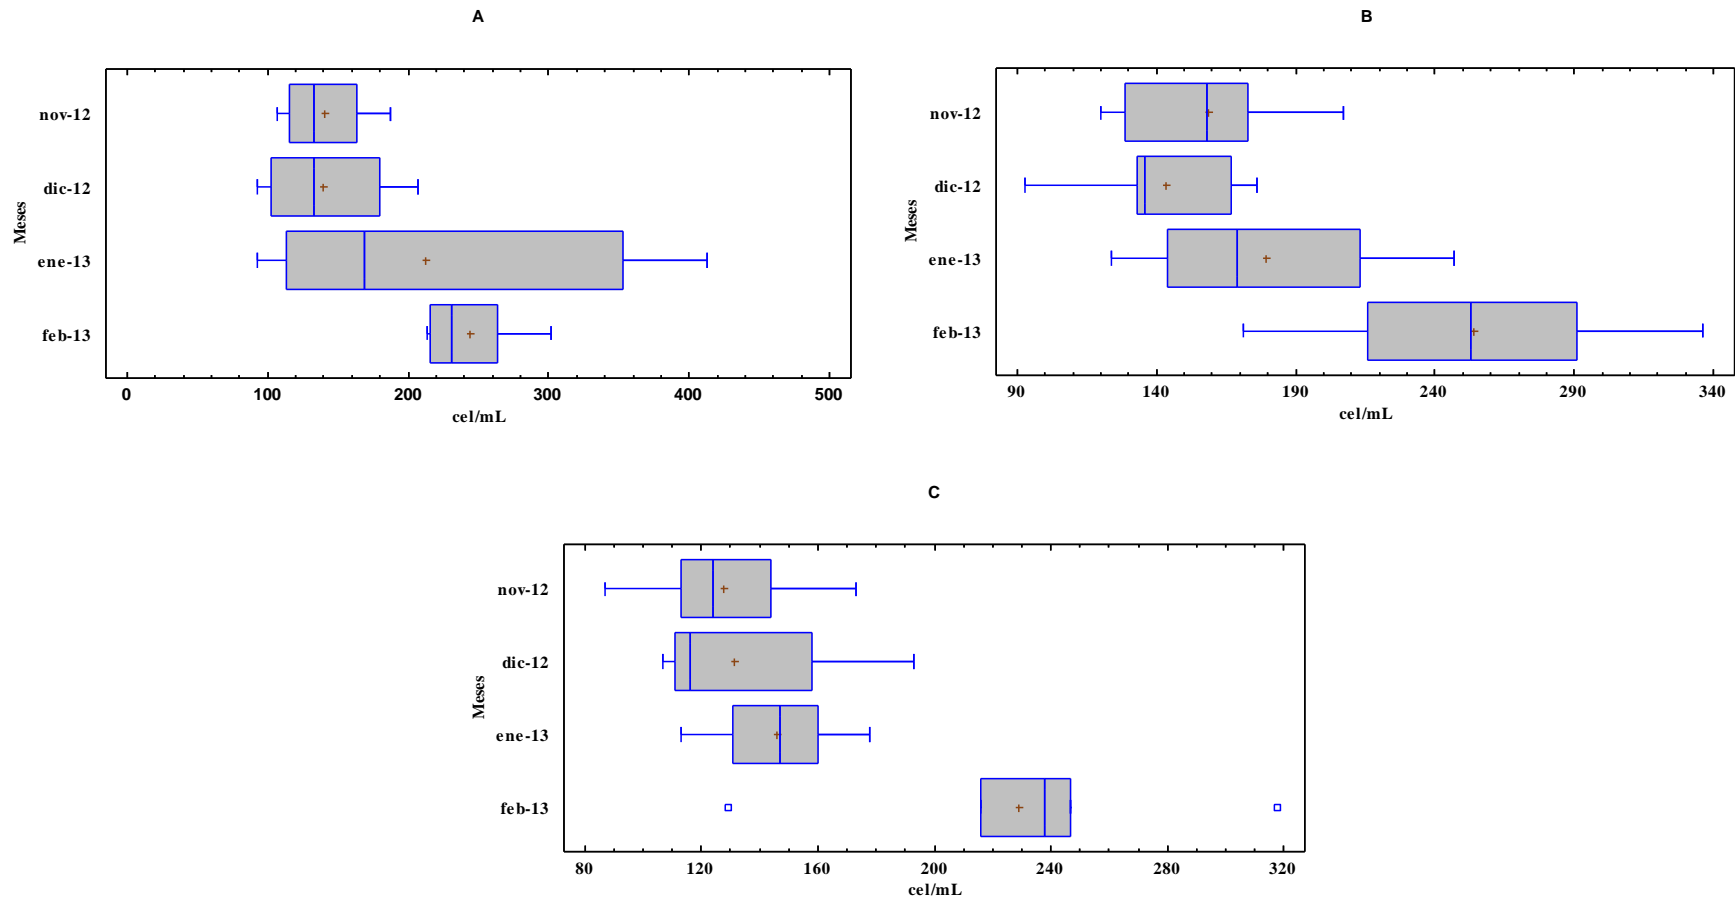 A
nov-12
dic-12
ene-13
feb-13
Meses
0 100 200 300 400 500
cel/mL
B
nov-12
dic-12
ene-13
feb-13
Meses
90 140 190 240 290 340
cel/mL
C
nov-12
dic-12
ene-13
feb-13
Meses
80 120 160 200 240 280 320
cel/mL